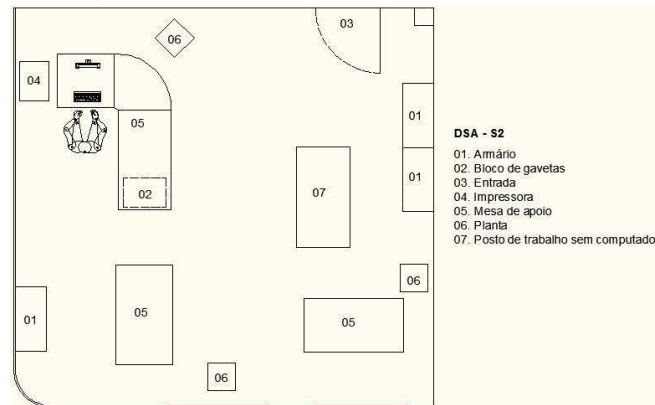 06
03
04
01
05
01
02
07
06
01
05
05
06
DSA - S2
01. Armário
02. Bloco de gavetas
03. Entrada
04. Impressora
05. Mesa de apoio
06. Planta
07. Posto de trabalho sem computado